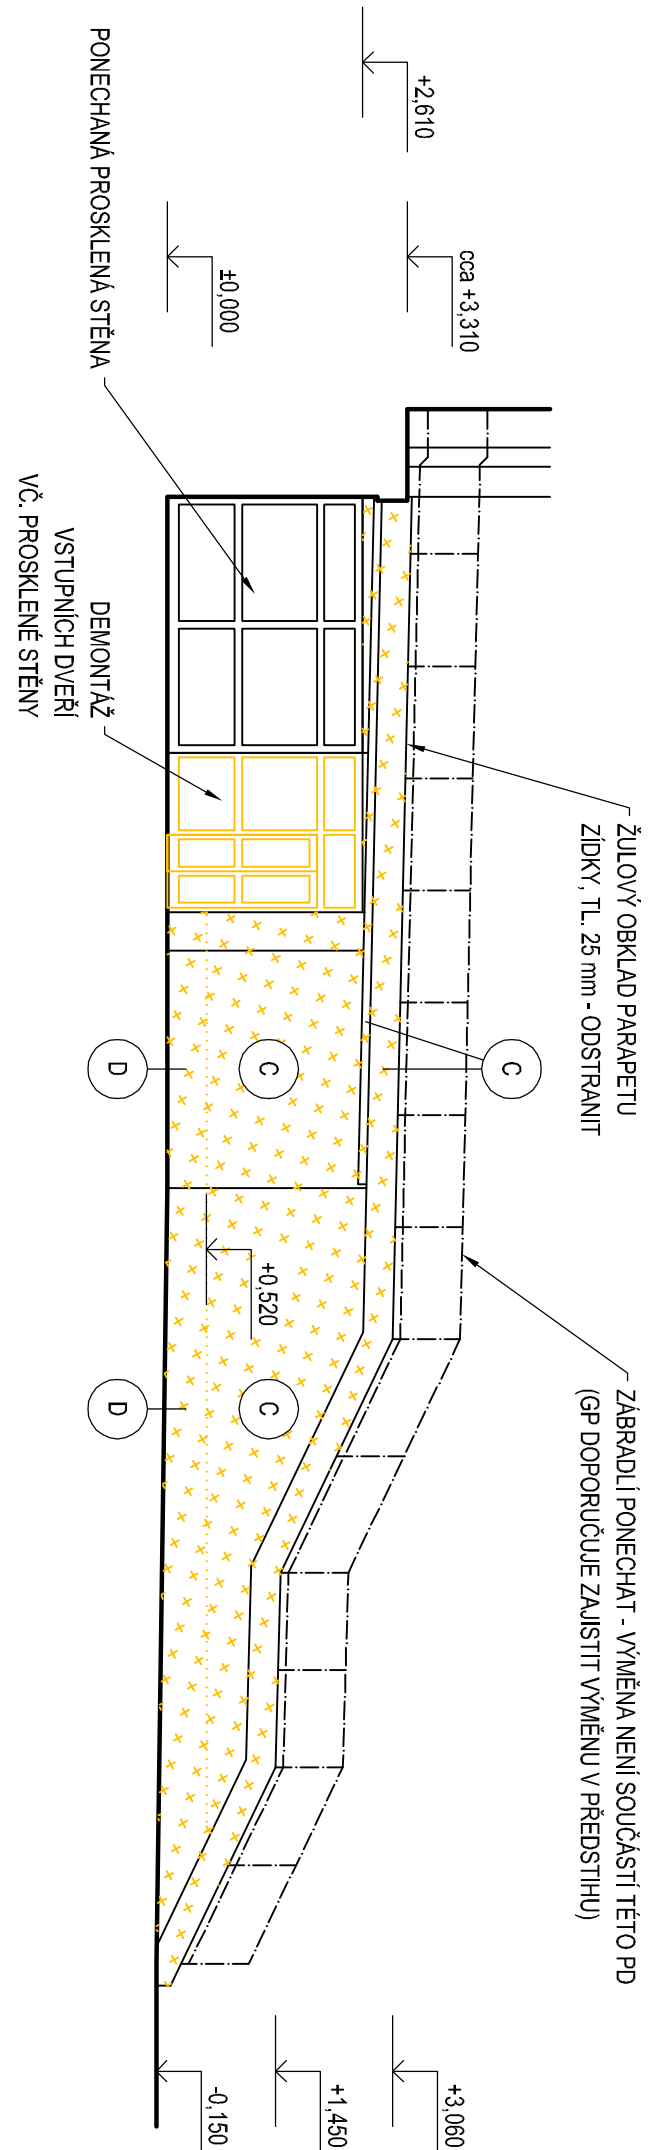 ZÁBRADLÍ PONECHAT - VÝMĚNA NENÍ SOUČÁSTÍ TÉTO PD
(GP DOPORUČUJE ZAJISTIT VÝMĚNU V PŘEDSTIHU)
ŽULOVÝ OBKLAD PARAPETU
ZÍDKY, TL. 25 mm - ODSTRANIT
cca +3,310
+2,610
±0,000
+3,060
+1,450
-0,150
+0,520
C
C
C
D
D
PONECHANÁ PROSKLENÁ STĚNA
DEMONTÁŽ
VSTUPNÍCH DVEŘÍ
VČ. PROSKLENÉ STĚNY